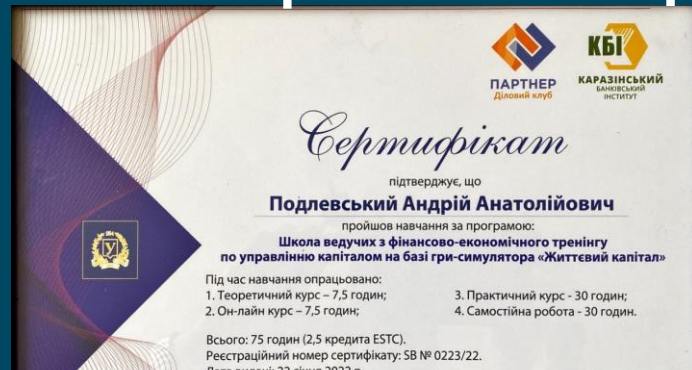 КБІ
ПАРТНЕР
Діловий клуб
КАРАЗІНСЬКИЙ
БАНКІВСЬКИЙ
ІНСТИТУТ
Сертифікат
підтверджує, що
Подлевський Андрій Анатолійович
пройшов навчання за програмою:
Школа ведучих з фінансово-економічного тренінгу
по управлінню капіталом на базі гри-симулятора «Життєвий капітал»
Під час навчання опрацьовано:
1. Теоретичний курс – 7,5 годин;
2. Он-лайн курс – 7,5 годин;
3. Практичний курс - 30 годин;
4. Самостійна робота - 30 годин.
Всього: 75 годин (2,5 кредита ESTC).
Реєстраційний номер сертифікату: SB № 0223/22.